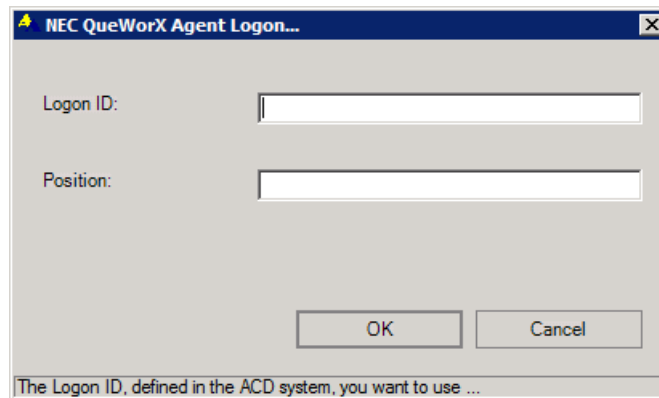 NEC QueWorX Agent Logon...
Logon ID:
Position:
OK Cancel
The Logon ID, defined in the ACD system, you want to use ...